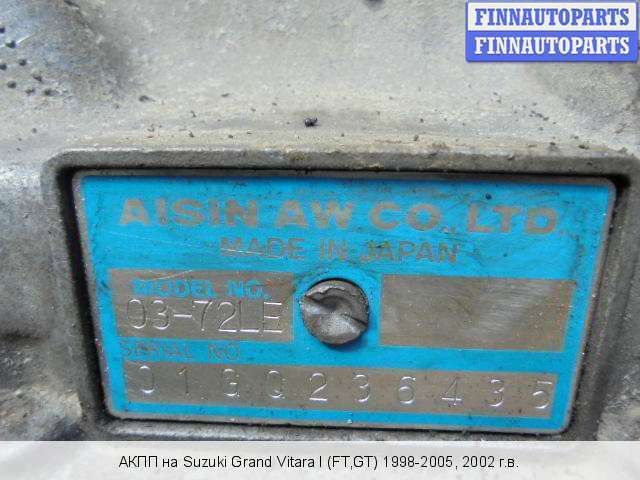 FINNAUTOPARTS
FINNAUTOPARTS
AISIN AW CO., LTD.
MADE IN JAPAN
MODEL NO.
03-72LE
SERIAL NO.
АКПП на Suzuki Grand Vitara I (FT,GT) 1998-2005, 2002 г.в.